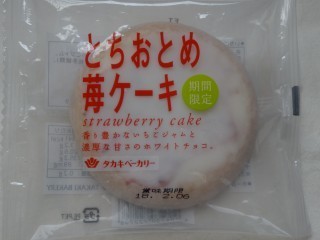 とちおとめ
苺ケーキ
期間
限定
strawberry cake
香り豊かないちごジャムと
濃厚な甘さのホワイトチョコ。
タカキベーカリー
賞味期限
18. 2.06